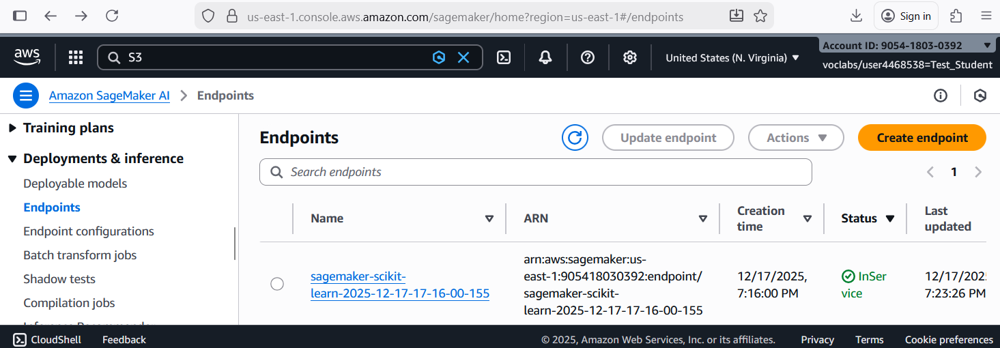 us-east-1.console.aws.amazon.com/sagemaker/home?region=us-east-1#/endpoints
Sign in
aws
S3
United States (N. Virginia)
Account ID: 9054-1803-0392
voclabs/user4468538=Test_Student
Amazon SageMaker AI
Endpoints
Training plans
Deployments & inference
Deployable models
Endpoints
Endpoint configurations
Batch transform jobs
Shadow tests
Compilation jobs
Endpoints
Update endpoint
Actions
Create endpoint
Search endpoints
1
Name
ARN
Creation
time
Status
Last
updated
sagemaker-scikit-
learn-2025-12-17-17-16-00-155
arn:aws:sagemaker:us-
east-1:905418030392:endpoint/
sagemaker-scikit-
learn-2025-12-17-17-16-00-155
12/17/2025,
7:16:00 PM
InSer
vice
12/17/202
7:23:26 PM
CloudShell
Feedback
© 2025, Amazon Web Services, Inc. or its affiliates.
Privacy
Terms
Cookie preferences